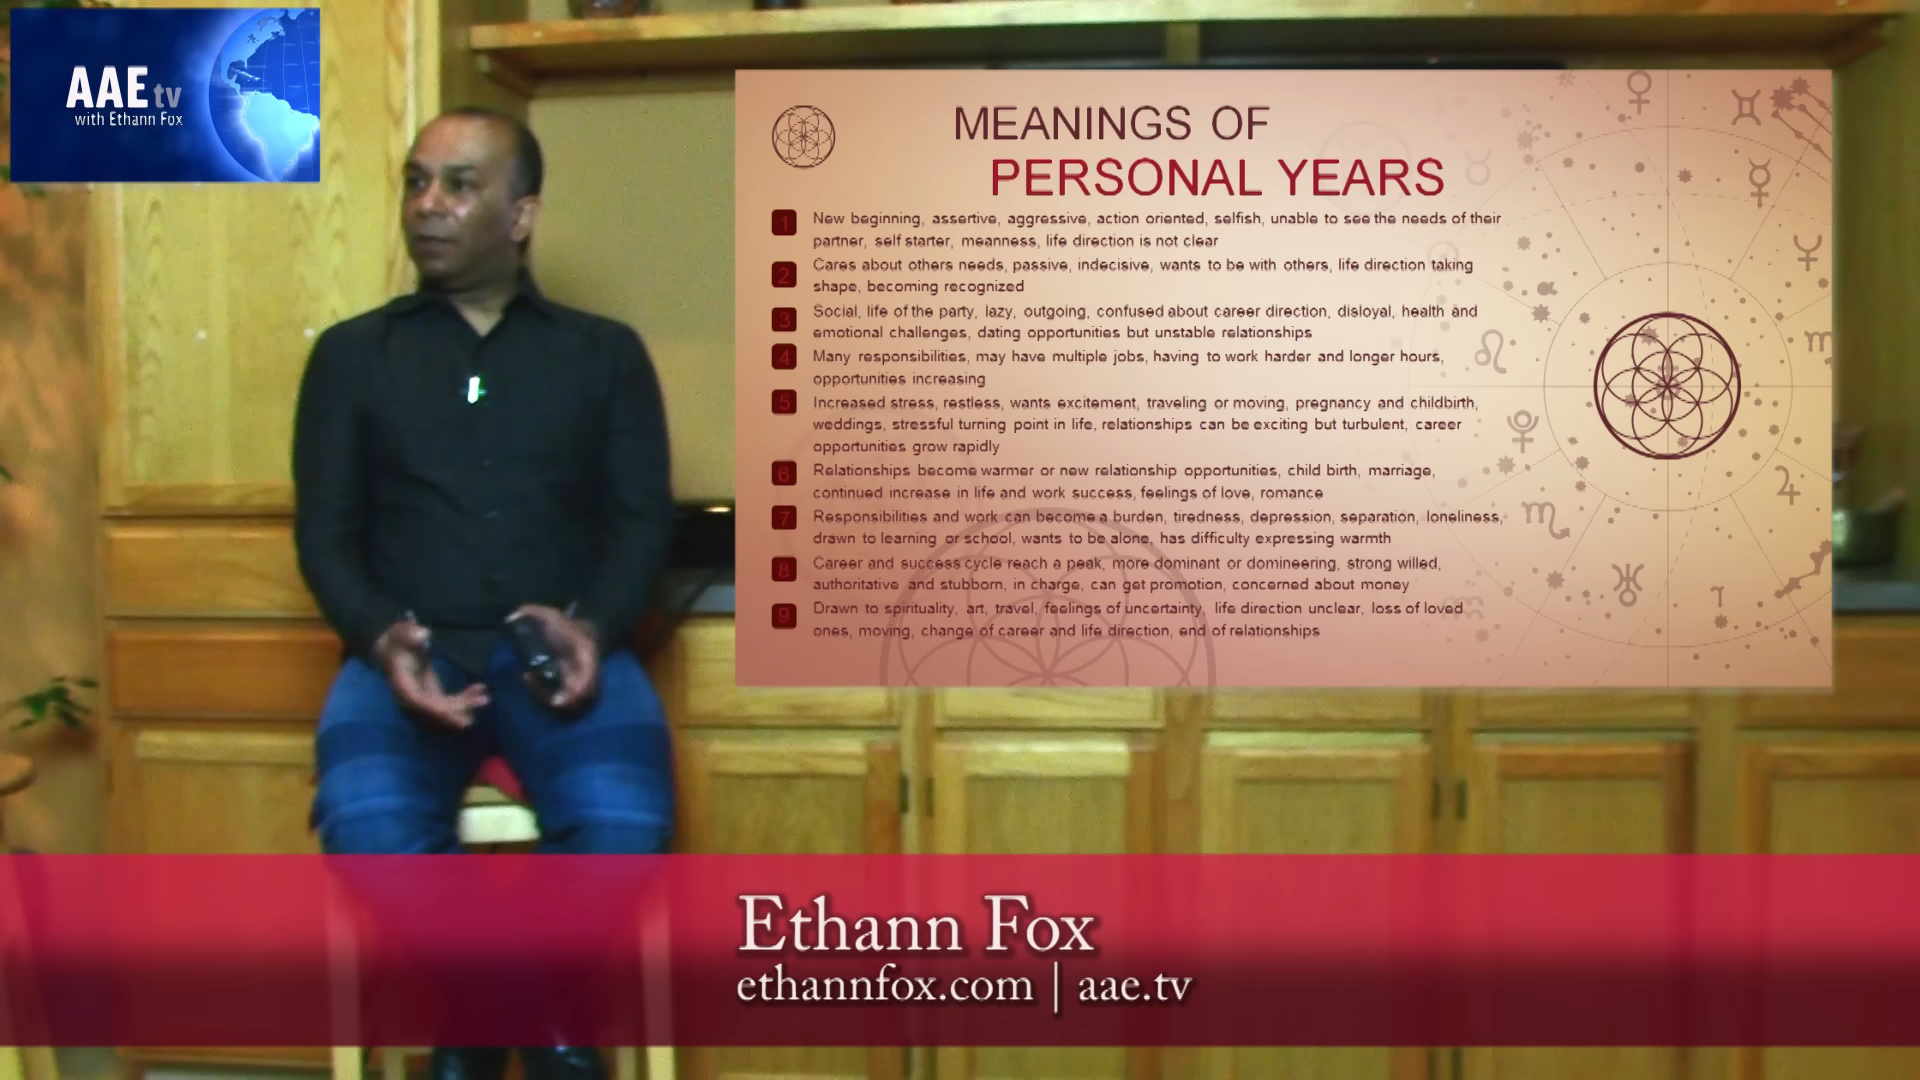 AAE tv
with Ethann Fox
MEANINGS OF
PERSONAL YEARS
1 New beginning, assertive, aggressive, action oriented, selfish, unable to see the needs of their
partner, self starter, meanness, life direction is not clear
2 Cares about others needs, passive, indecisive, wants to be with others, life direction taking
shape, becoming recognized
3 Social, life of the party, lazy, outgoing, confused about career direction, disloyal, health and
emotional challenges, dating opportunities but unstable relationships
4 Many responsibilities, may have multiple jobs, having to work harder and longer hours,
opportunities increasing
5 Increased stress, restless, wants excitement, traveling or moving, pregnancy and childbirth,
weddings, stressful turning point in life, relationships can be exciting but turbulent, career
opportunities grow rapidly
6 Relationships become warmer or new relationship opportunities, child birth, marriage,
continued increase in life and work success, feelings of love, romance
7 Responsibilities and work can become a burden, tiredness, depression, separation, loneliness,
drawn to learning or school, wants to be alone, has difficulty expressing warmth
8 Career and success cycle reach a peak, more dominant or domineering, strong willed,
authoritative and stubborn, in charge, can get promotion, concerned about money
9 Drawn to spirituality, art, travel, feelings of uncertainty, life direction unclear, loss of loved
ones, moving, change of career and life direction, end of relationships
Ethann Fox
ethannfox.com | aae.tv